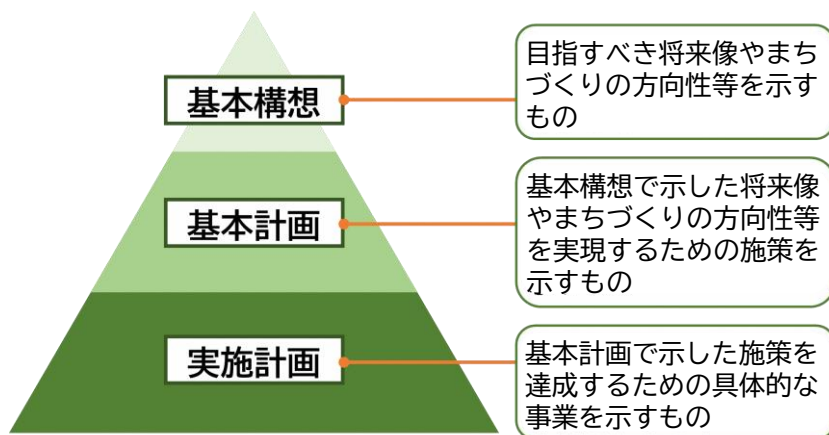 基本構想
目指すべき将来像やまち
づくりの方向性等を示す
もの
基本計画
基本構想で示した将来像
やまちづくりの方向性等
を実現するための施策を
示すもの
実施計画
基本計画で示した施策を
達成するための具体的な
事業を示すもの